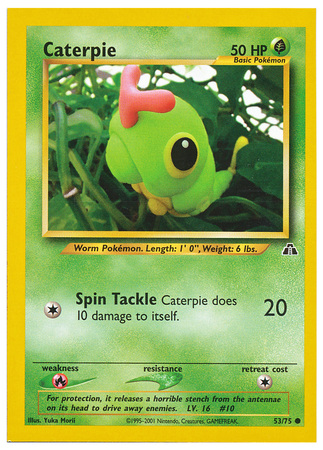 Caterpie 50 HP
Basic Pokémon
Worm Pokémon. Length: 1' 0", Weight: 6 lbs.
Spin Tackle Caterpie does 20
10 damage to itself.
weakness resistance retreat cost
For protection, it releases a horrible stench from the antennae
on its head to drive away enemies. LV. 16 #10
Illus. Yuka Morii ©1995-2001 Nintendo, Creatures, GAMEFREAK. 53/75